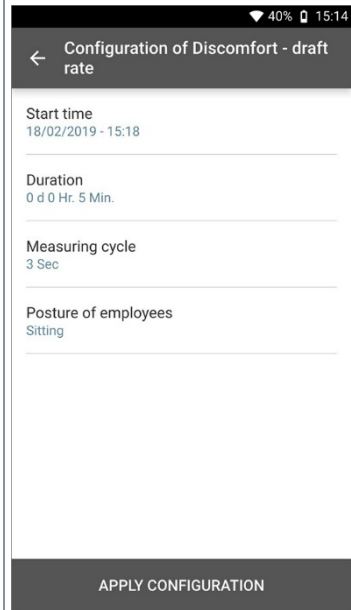 40% 15:14
Configuration of Discomfort - draft
rate
Start time
18/02/2019 - 15:18
Duration
0 d 0 Hr. 5 Min.
Measuring cycle
3 Sec
Posture of employees
Sitting
APPLY CONFIGURATION